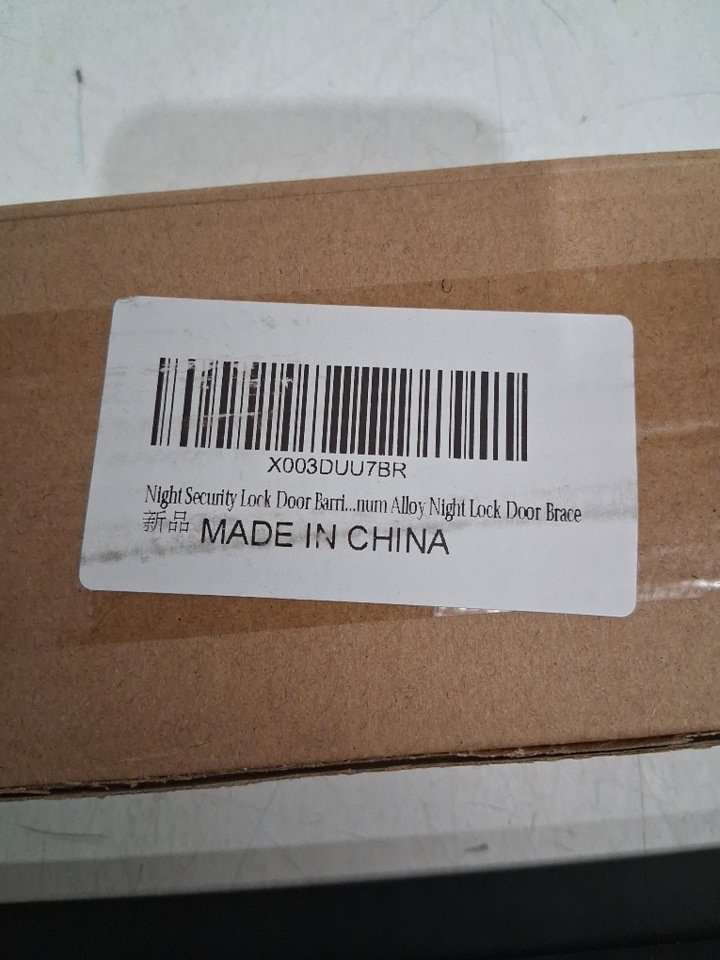 X003DUU7BR
Night Security Lock Door Barri...num Alloy Night Lock Door Brace
新品 MADE IN CHINA